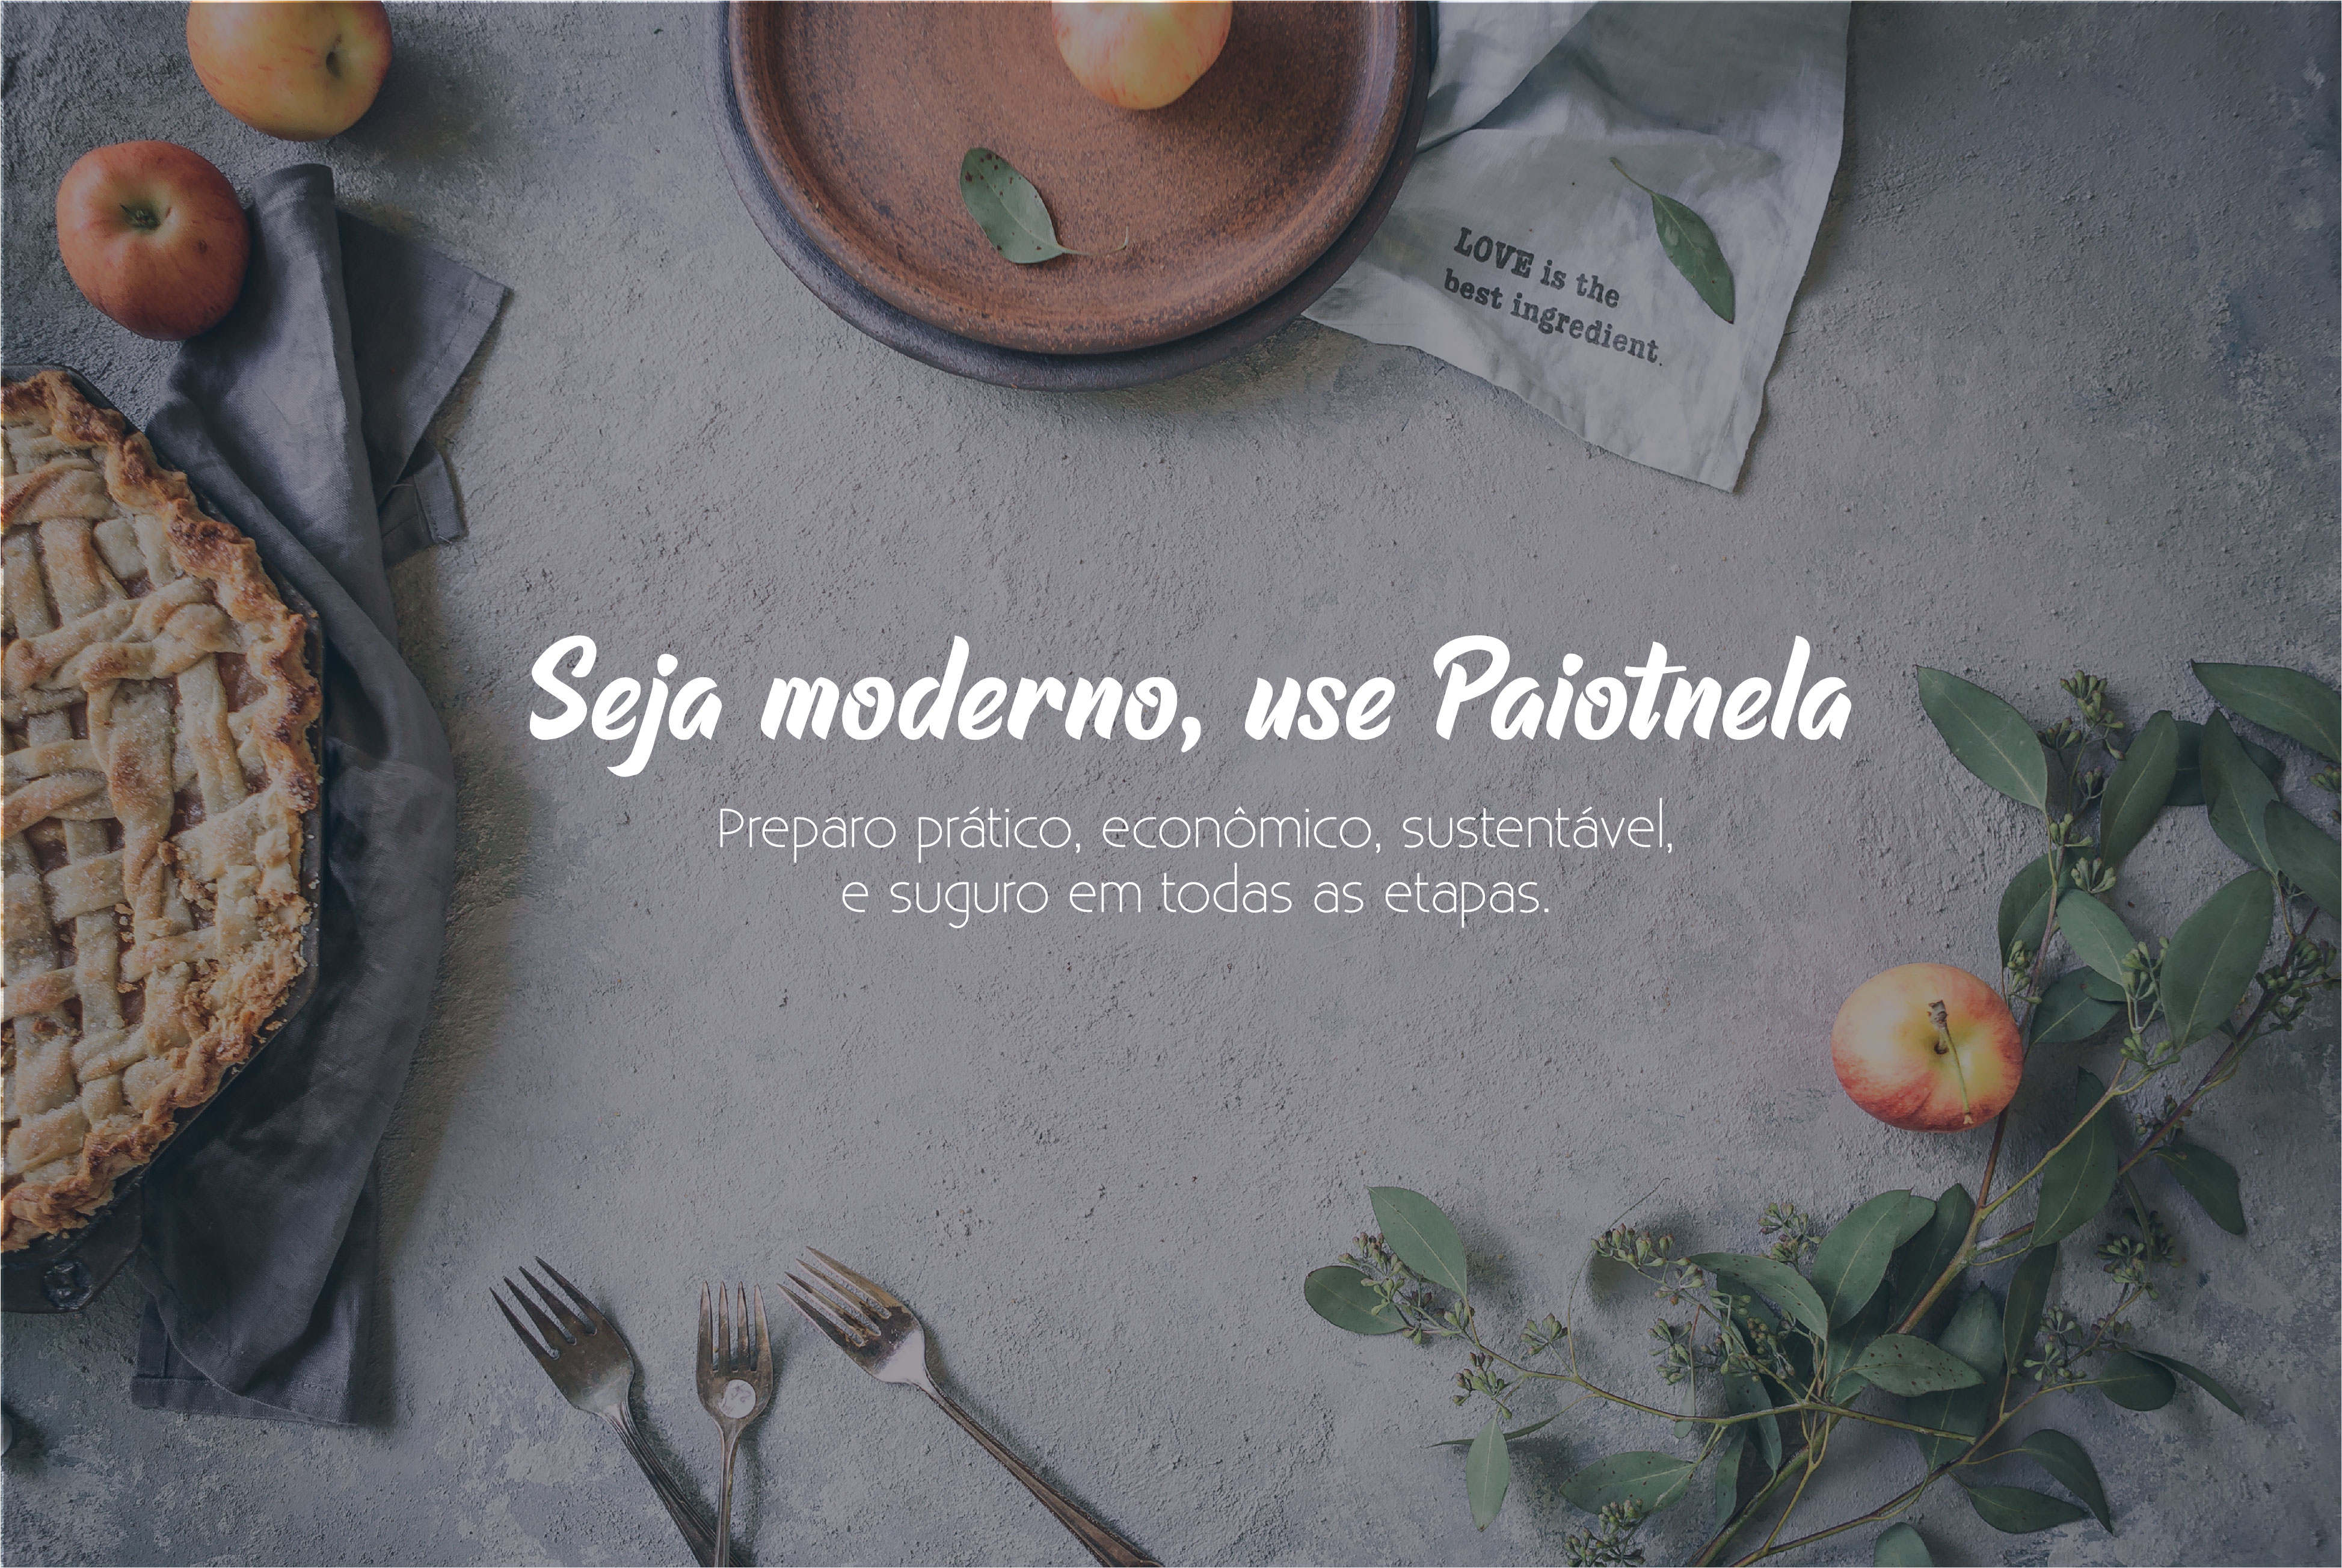 LOVE is the
best ingredient.
Seja moderno, use Paiotnela
Preparo prático, econômico, sustentável,
e suguro em todas as etapas.